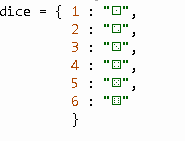 dice = { 1 : "⚀",
2 : "⚁",
3 : "⚂",
4 : "⚃",
5 : "⚄",
6 : "⚅"
}